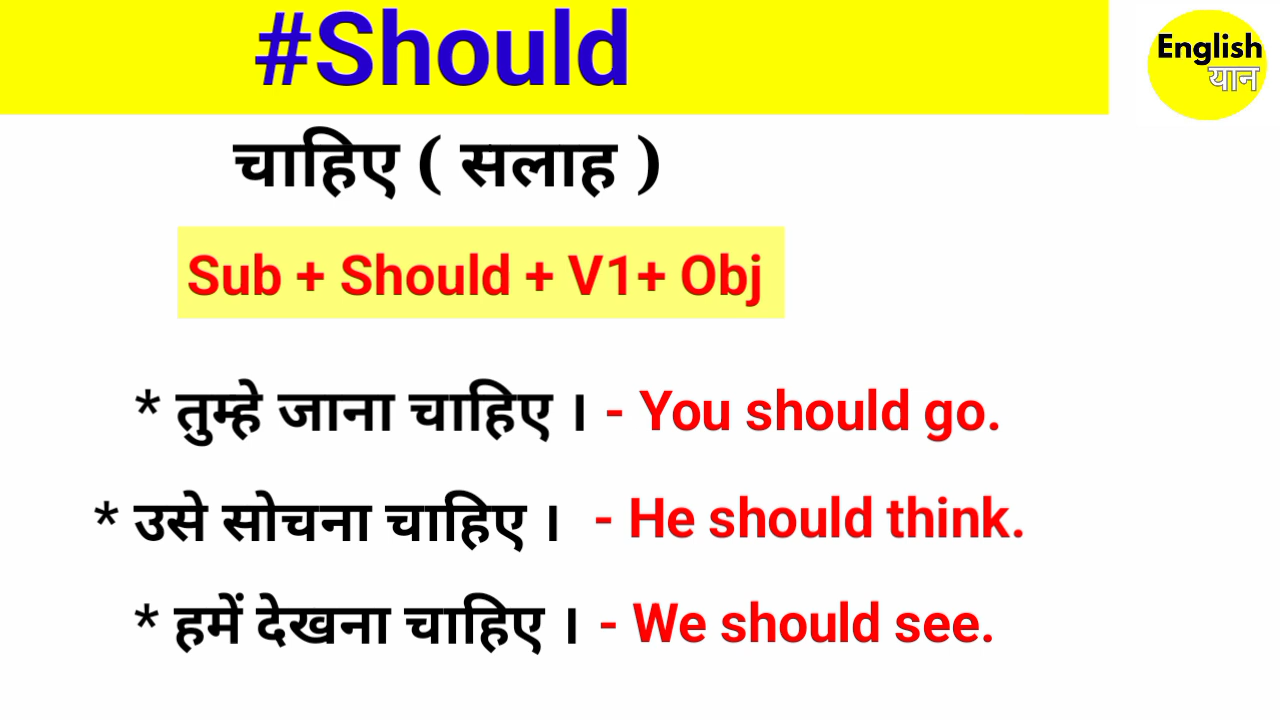 #Should
English
यान
चाहिए ( सलाह )
Sub + Should + V1+ Obj
* तुम्हे जाना चाहिए । - You should go.
* उसे सोचना चाहिए । - He should think.
* हमें देखना चाहिए । - We should see.